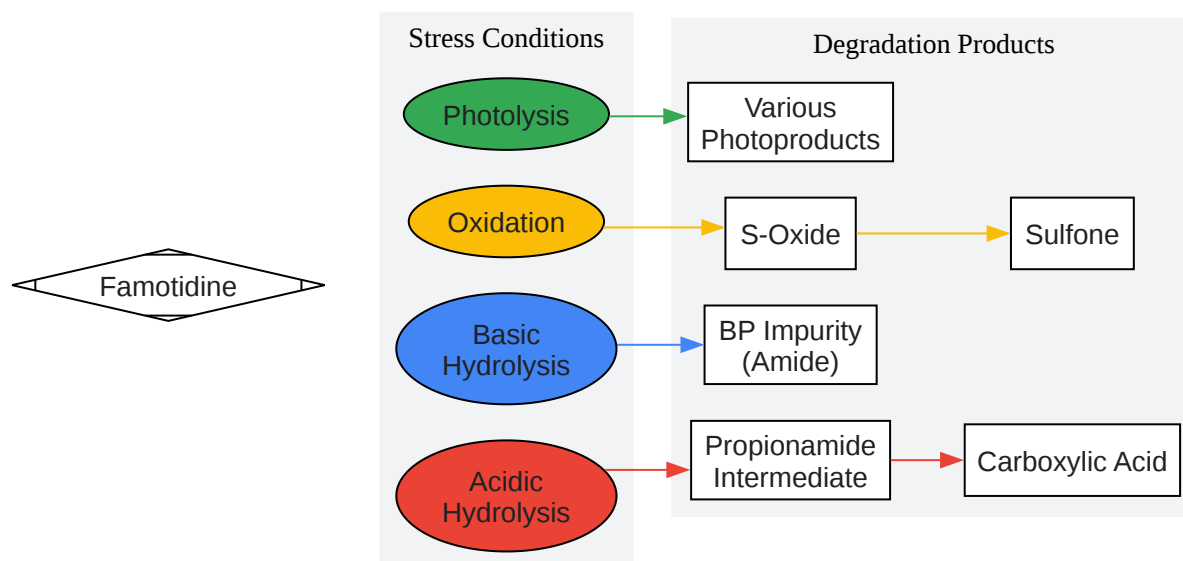 Stress Conditions
Degradation Products
Photolysis
Various
Photoproducts
Oxidation
S-Oxide
Sulfone
Famotidine
Basic
Hydrolysis
BP Impurity
(Amide)
Acidic
Hydrolysis
Propionamide
Intermediate
Carboxylic Acid